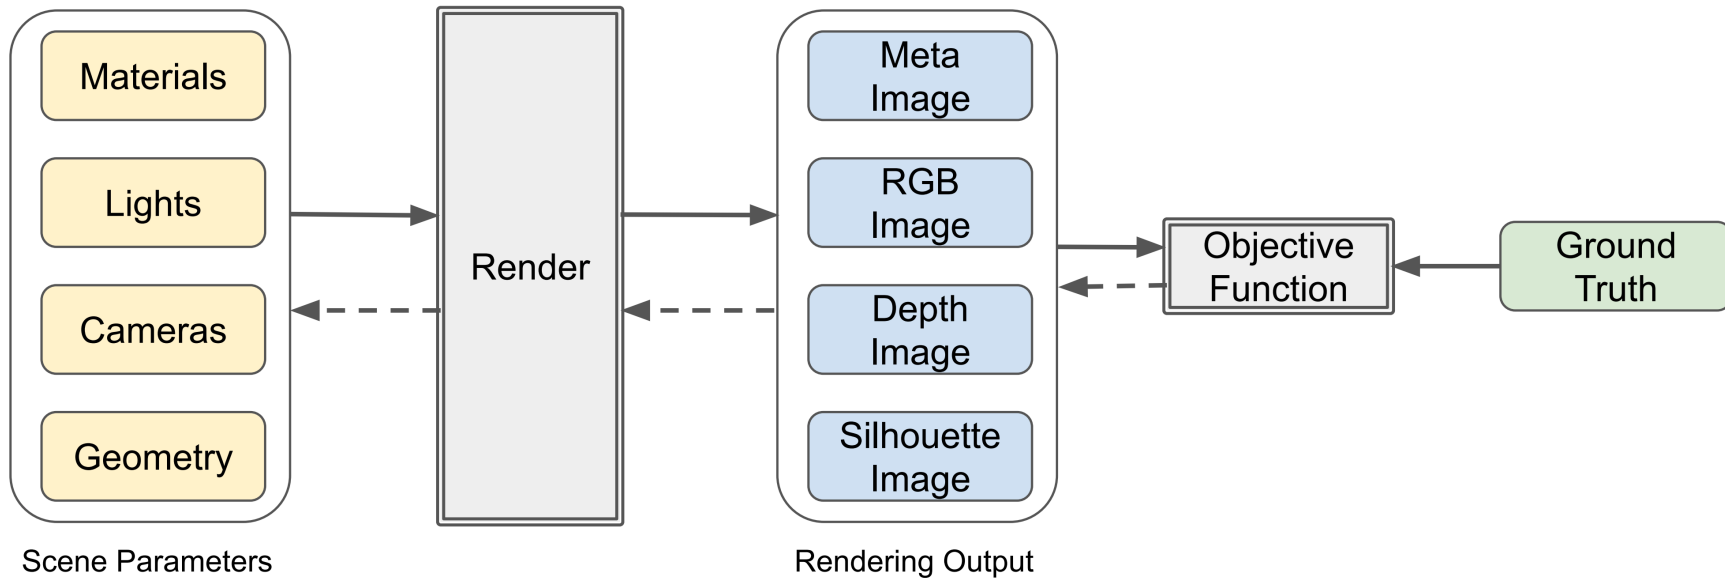 Materials
Lights
Cameras
Geometry
Scene Parameters
Render
Meta
Image
RGB
Image
Depth
Image
Silhouette
Image
Rendering Output
Objective
Function
Ground
Truth